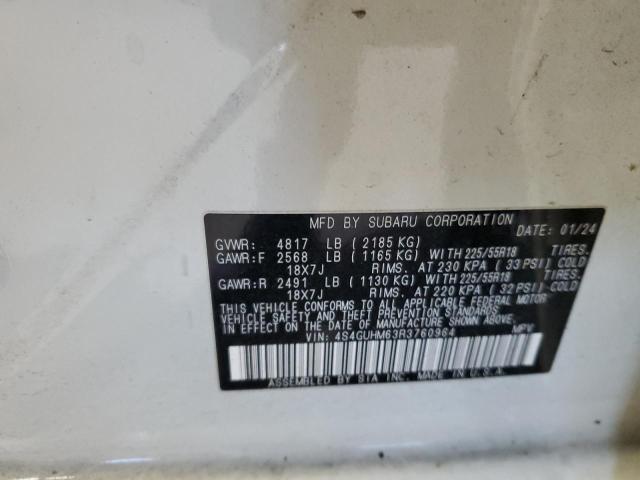 MFD BY SUBARU CORPORATION DATE: 01/24
GVWR: 4817 LB ( 2185 KG)
GAWR:F 2568 LB ( 1165 KG) WITH 225/55R18 TIRES.
18X7J RIMS. AT 230 KPA ( 33 PSI) COLD
GAWR:R 2491 LB ( 1130 KG) WITH 225/55R18 TIRES.
18X7J RIMS. AT 220 KPA ( 32 PSI) COLD
THIS VEHICLE CONFORMS TO ALL APPLICABLE FEDERAL MOTOR
VEHICLE SAFETY AND THEFT PREVENTION STANDARDS IN EFFECT
ON THE DATE OF MANUFACTURE SHOWN ABOVE.
VIN: 4S4GUHM63R3760964 MPV
ASSEMBLED BY SIA INC. MADE IN U.S.A.